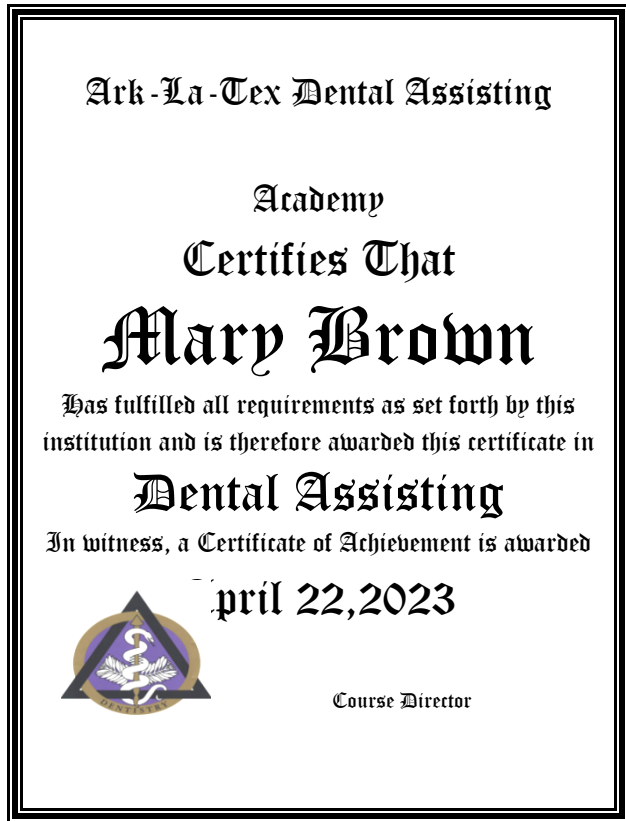 Ark-La-Tex Dental Assisting
Academy
Certifies That
Mary Brown
Has fulfilled all requirements as set forth by this
institution and is therefore awarded this certificate in
Dental Assisting
In witness, a Certificate of Achievement is awarded
April 22,2023
DENTISTRY
Course Director